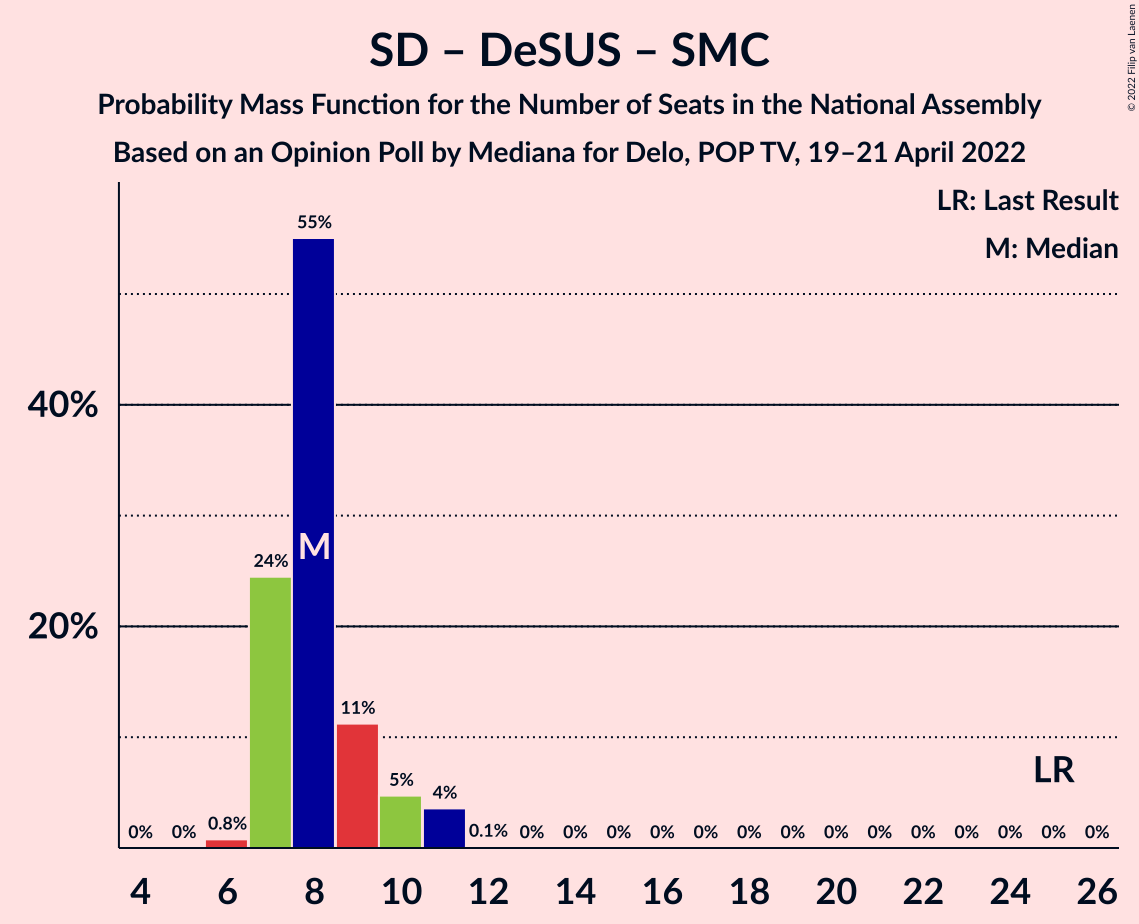 SD – DeSUS – SMC
Probability Mass Function for the Number of Seats in the National Assembly
Based on an Opinion Poll by Mediana for Delo, POP TV, 19–21 April 2022
© 2022 Filip van Laenen
LR: Last Result
M: Median
55%
40%
M
24%
20%
11%
LR
5%
4%
0% 0% 0.8% 0.1% 0% 0% 0% 0% 0% 0% 0% 0% 0% 0% 0% 0% 0% 0%
4 6 8 10 12 14 16 18 20 22 24 26